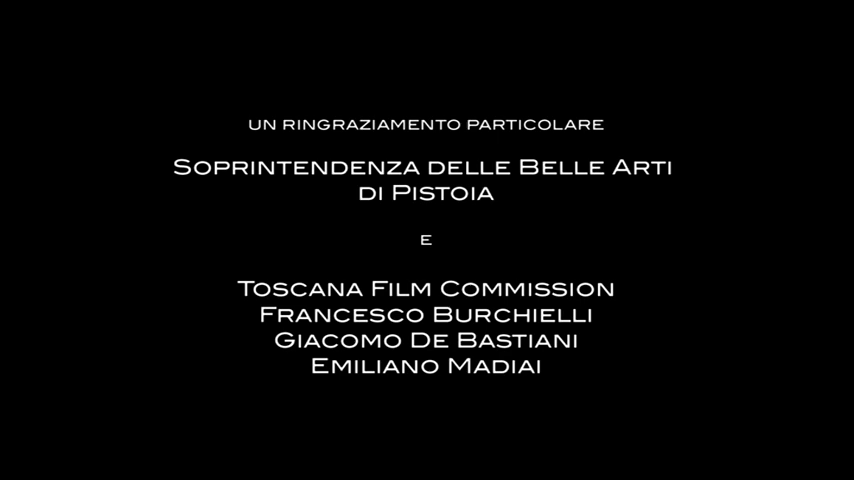 UN RINGRAZIAMENTO PARTICOLARE
SOPRINTENDENZA DELLE BELLE ARTI
DI PISTOIA
E
TOSCANA FILM COMMISSION
FRANCESCO BURCHIELLI
GIACOMO DE BASTIANI
EMILIANO MADIAI